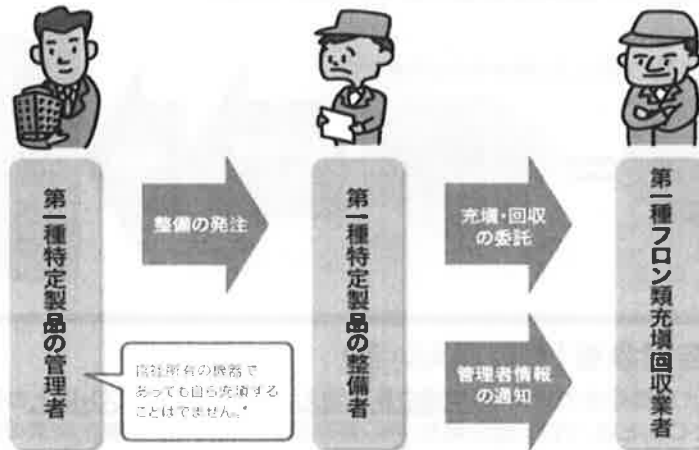 第一種特定製品の管理者
整備の発注
自社所有の機器で
あっても自ら充填する
ことはできません。*
第一種特定製品の整備者
充填・回収
の委託
管理者情報
の通知
第一種フロン類充填回収業者